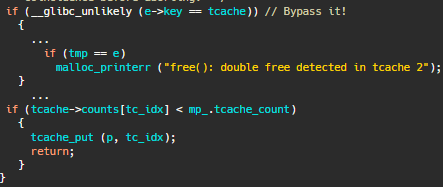 if (__glibc_unlikely (e->key == tcache)) // Bypass it!
{
...
if (tmp == e)
malloc_printerr ("free(): double free detected in tcache 2");
}
...
if (tcache->counts[tc_idx] < mp_.tcache_count)
{
tcache_put (p, tc_idx);
return;
}
}